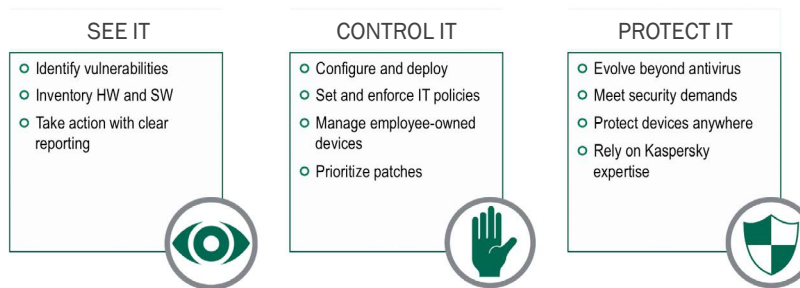 SEE IT
Identify vulnerabilities
Inventory HW and SW
Take action with clear
reporting
CONTROL IT
Configure and deploy
Set and enforce IT policies
Manage employee-owned
devices
Prioritize patches
PROTECT IT
Evolve beyond antivirus
Meet security demands
Protect devices anywhere
Rely on Kaspersky
expertise